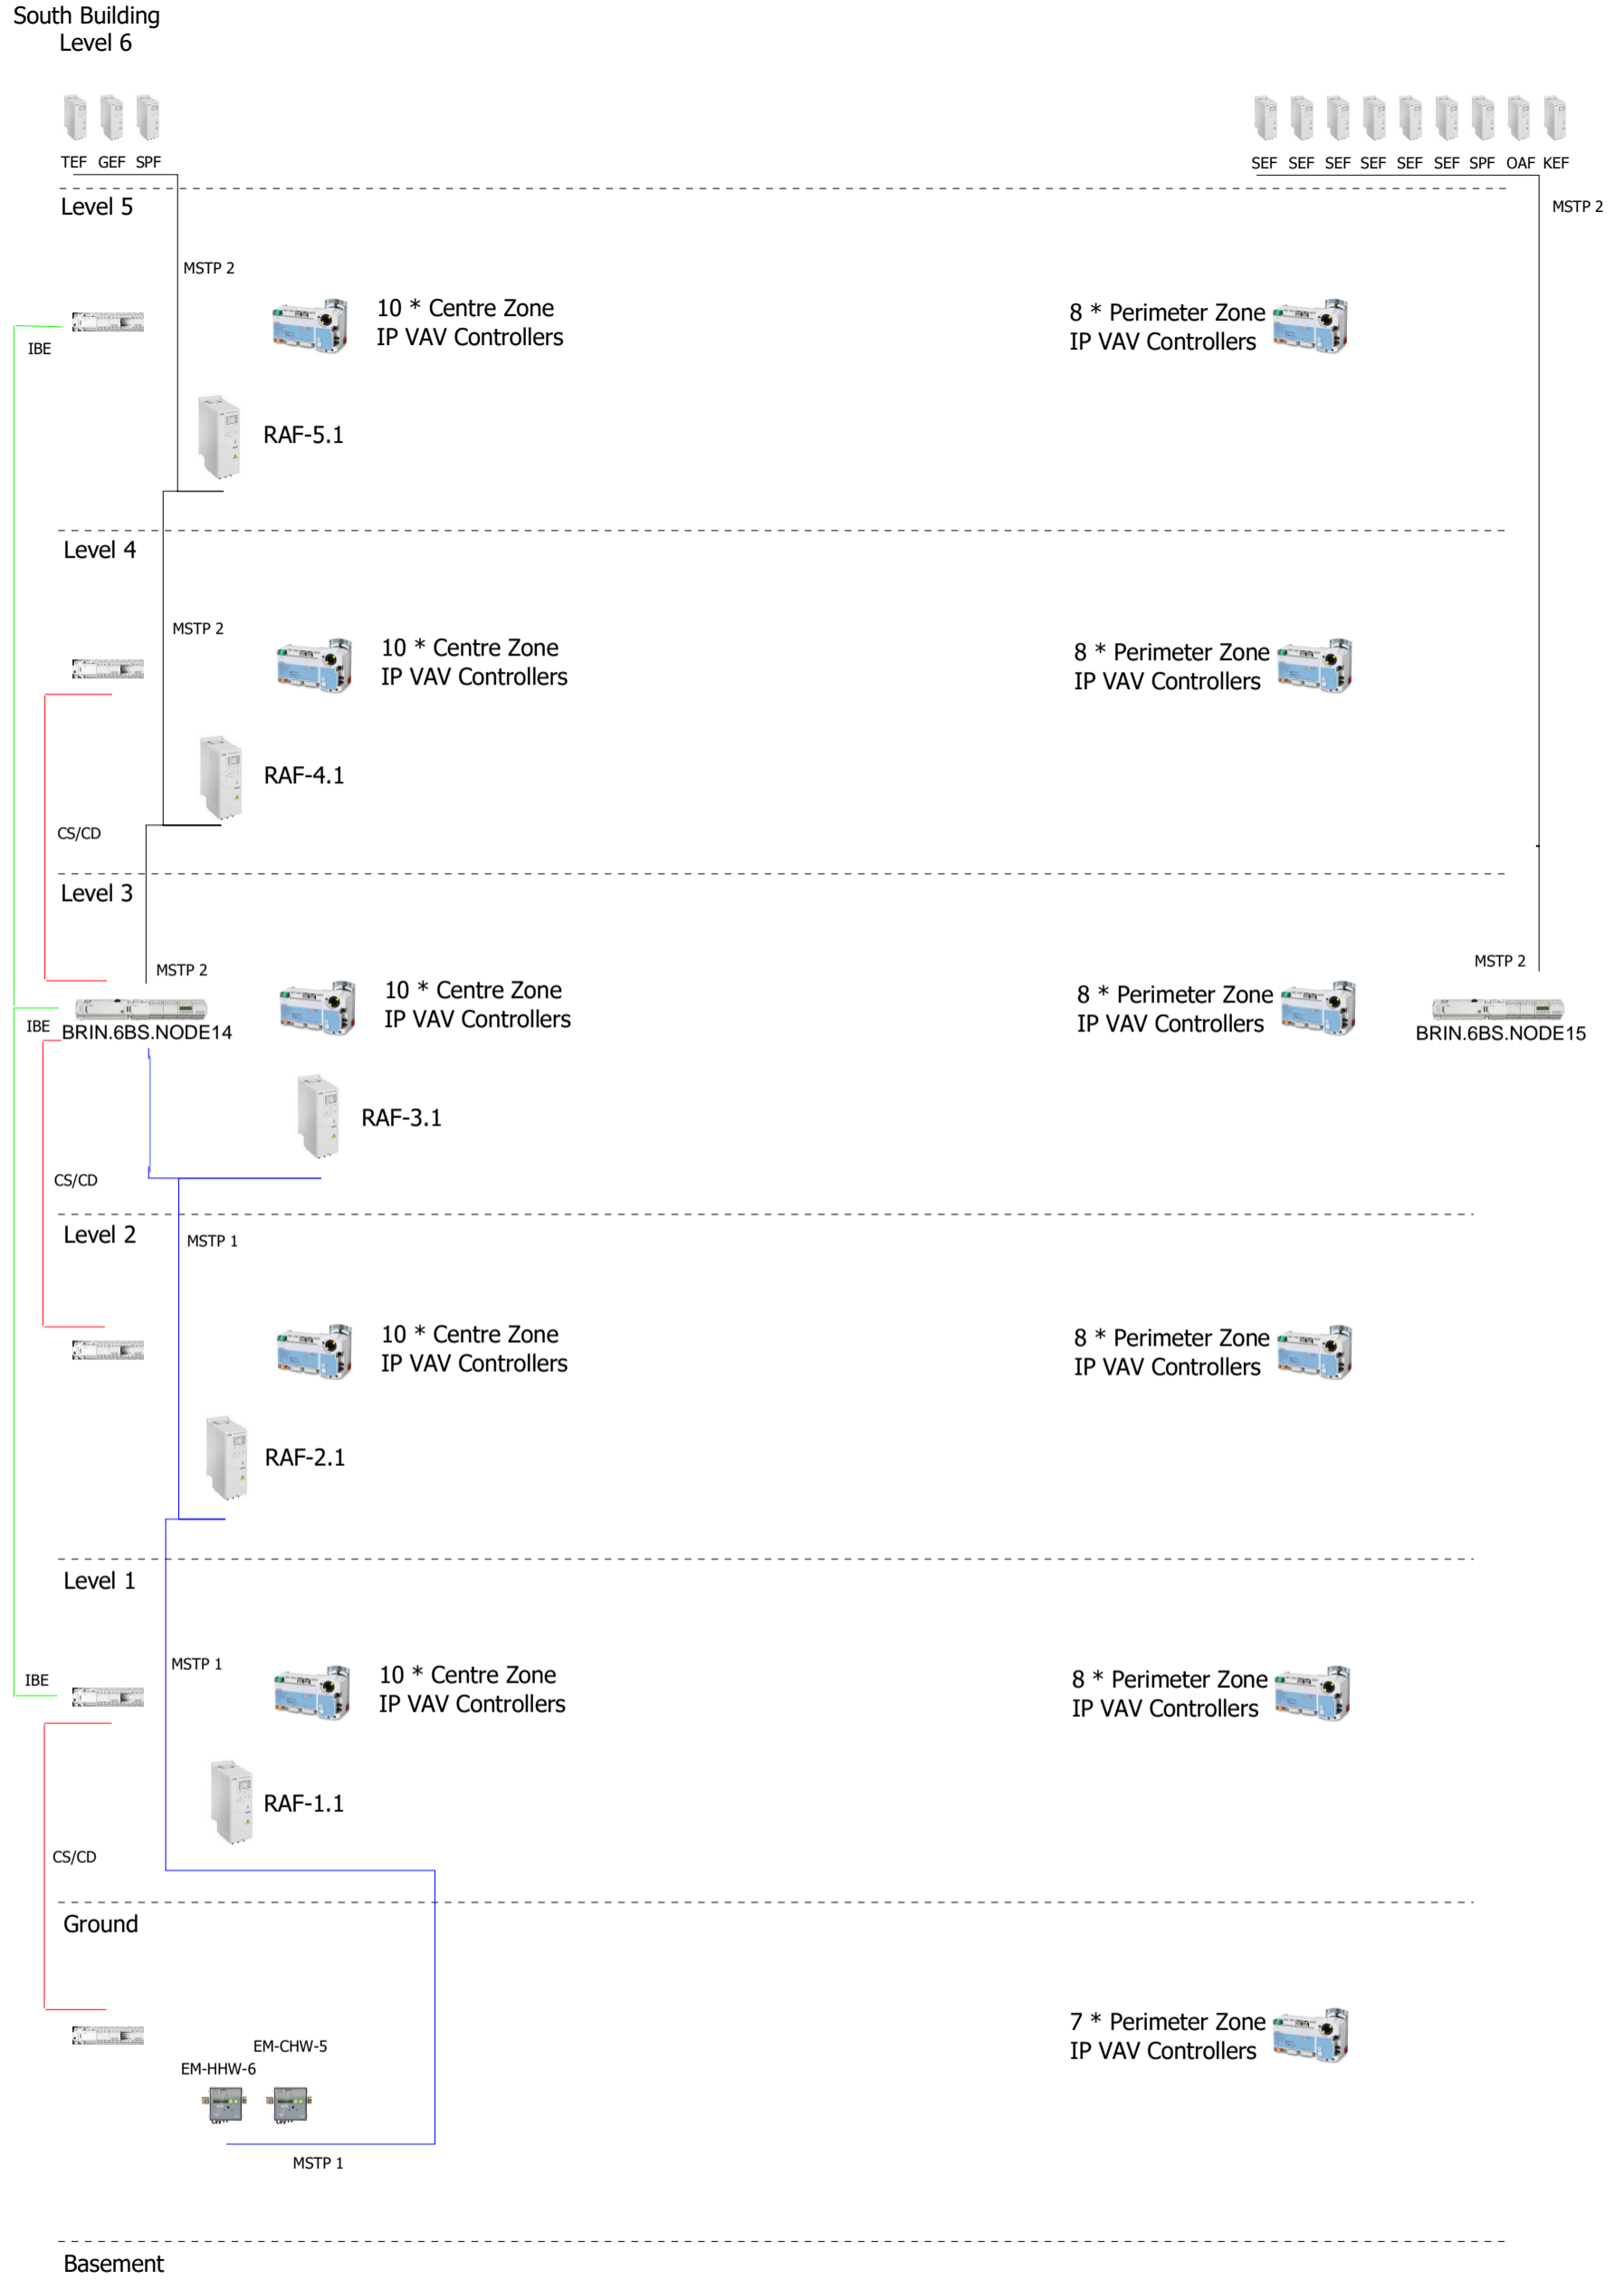 South Building
Level 6
TEF GEF SPF
SEF SEF SEF SEF SEF SEF SPF OAF KEF
Level 5
MSTP 2
MSTP 2
10 * Centre Zone
IP VAV Controllers
8 * Perimeter Zone
IP VAV Controllers
IBE
RAF-5.1
Level 4
MSTP 2
10 * Centre Zone
IP VAV Controllers
8 * Perimeter Zone
IP VAV Controllers
RAF-4.1
CS/CD
Level 3
MSTP 2
MSTP 2
10 * Centre Zone
IP VAV Controllers
8 * Perimeter Zone
IP VAV Controllers
IBE
BRIN.6BS.NODE14
BRIN.6BS.NODE15
RAF-3.1
CS/CD
Level 2
MSTP 1
10 * Centre Zone
IP VAV Controllers
8 * Perimeter Zone
IP VAV Controllers
RAF-2.1
Level 1
MSTP 1
IBE
10 * Centre Zone
IP VAV Controllers
8 * Perimeter Zone
IP VAV Controllers
RAF-1.1
CS/CD
Ground
7 * Perimeter Zone
IP VAV Controllers
EM-CHW-5
EM-HHW-6
MSTP 1
Basement